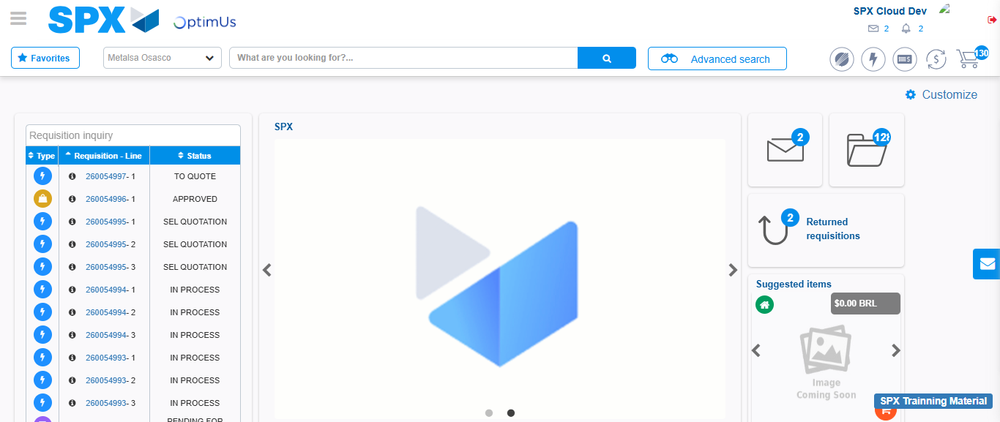 SPX OptimUs
SPX Cloud Dev
2 2
Favorites
Metalsa Osasco
What are you looking for?...
Advanced search
130
Customize
Requisition inquiry
Type Requisition - Line Status
260054997- 1 TO QUOTE
260054996- 1 APPROVED
260054995- 1 SEL QUOTATION
260054995- 2 SEL QUOTATION
260054995- 3 SEL QUOTATION
260054994- 1 IN PROCESS
260054994- 2 IN PROCESS
260054994- 3 IN PROCESS
260054993- 1 IN PROCESS
260054993- 2 IN PROCESS
260054993- 3 IN PROCESS
PENDING FOR
SPX
2
2
Returned
requisitions
Suggested items
$0.00 BRL
Image
Coming Soon
SPX Trainning Material